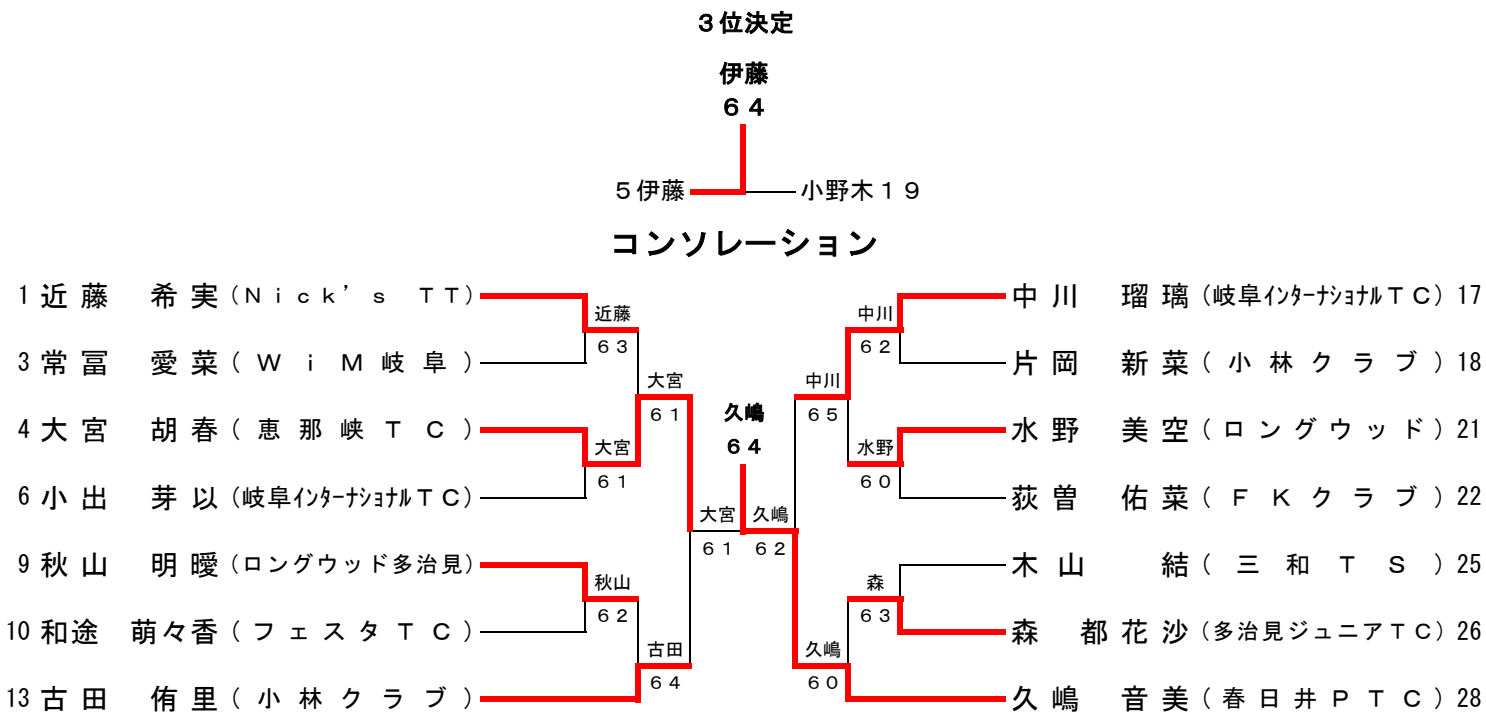 3位決定
伊藤
64
5伊藤 小野木19
コンソレーション
1 近藤 希実 (Nick’s TT) 中川 瑠璃 (岐阜インターナショナルTC) 17
近藤 中川
63 62
3 常冨 愛菜 (WiM岐阜) 片岡 新菜 (小林クラブ) 18
大宮 中川
61 久嶋 65
4 大宮 胡春 (恵那峡TC) 水野 美空 (ロングウッド) 21
大宮 64 水野
61 60
6 小出 芽以 (岐阜インターナショナルTC) 荻曽 佑菜 (FKクラブ) 22
大宮 久嶋
61 62
9 秋山 明曖 (ロングウッド多治見) 木山 結 (三和TS) 25
秋山 森
62 63
10 和途 萌々香 (フェスタTC) 森 都花沙 (多治見ジュニアTC) 26
古田 久嶋
64 60
13 古田 侑里 (小林クラブ) 久嶋 音美 (春日井PTC) 28